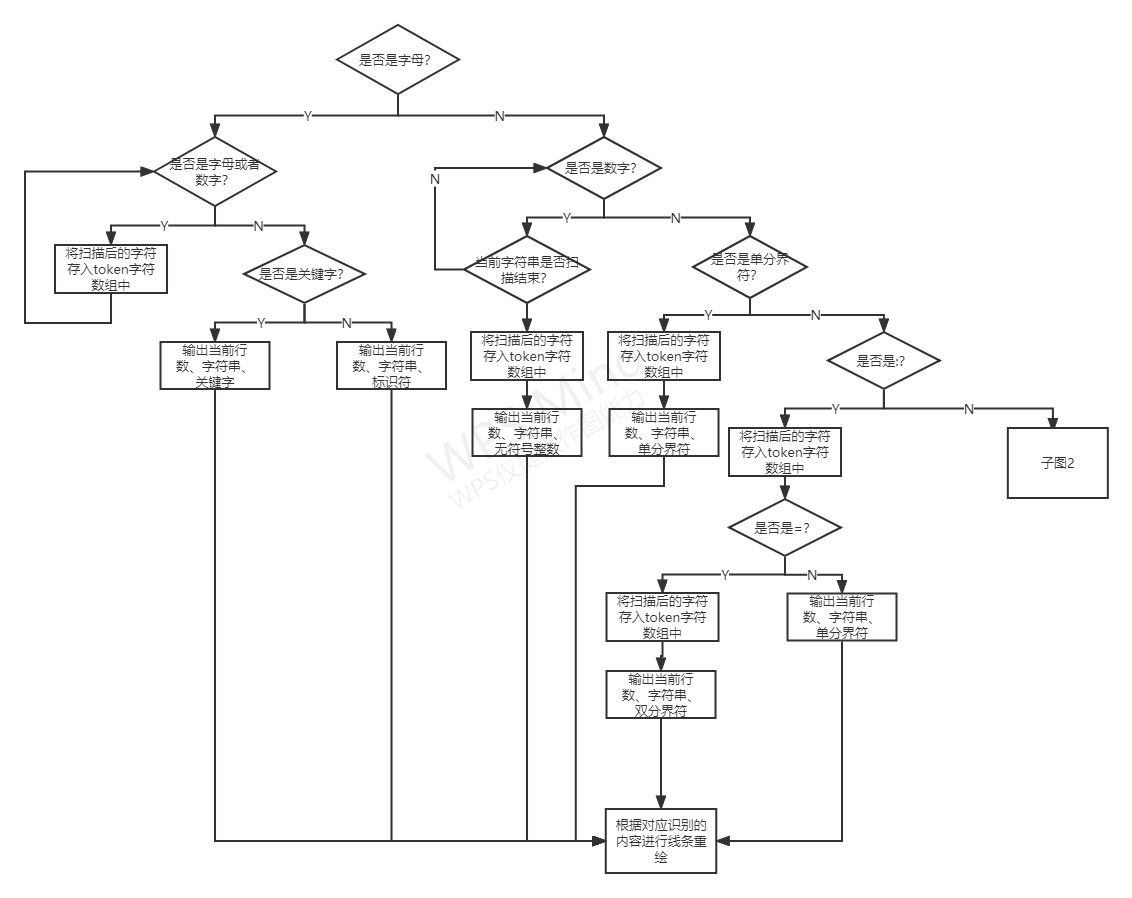 是否是字母?
Y
N
是否是字母或者
数字?
是否是数字?
N
Y
N
Y
N
将扫描后的字符
存入token字符
数组中
是否是关键字?
当前字符串是否扫
描结束?
是否是单分界
符?
Y
N
Y
N
输出当前行
数、字符串、
关键字
输出当前行
数、字符串、
标识符
将扫描后的字符
存入token字符
数组中
将扫描后的字符
存入token字符
数组中
是否是:?
Y
N
输出当前行
数、字符串、
无符号整数
输出当前行
数、字符串、
单分界符
将扫描后的字符
存入token字符
数组中
子图2
是否是=?
Y
N
将扫描后的字符
存入token字符
数组中
输出当前行
数、字符串、
单分界符
输出当前行
数、字符串、
双分界符
根据对应识别的
内容进行线条重
绘